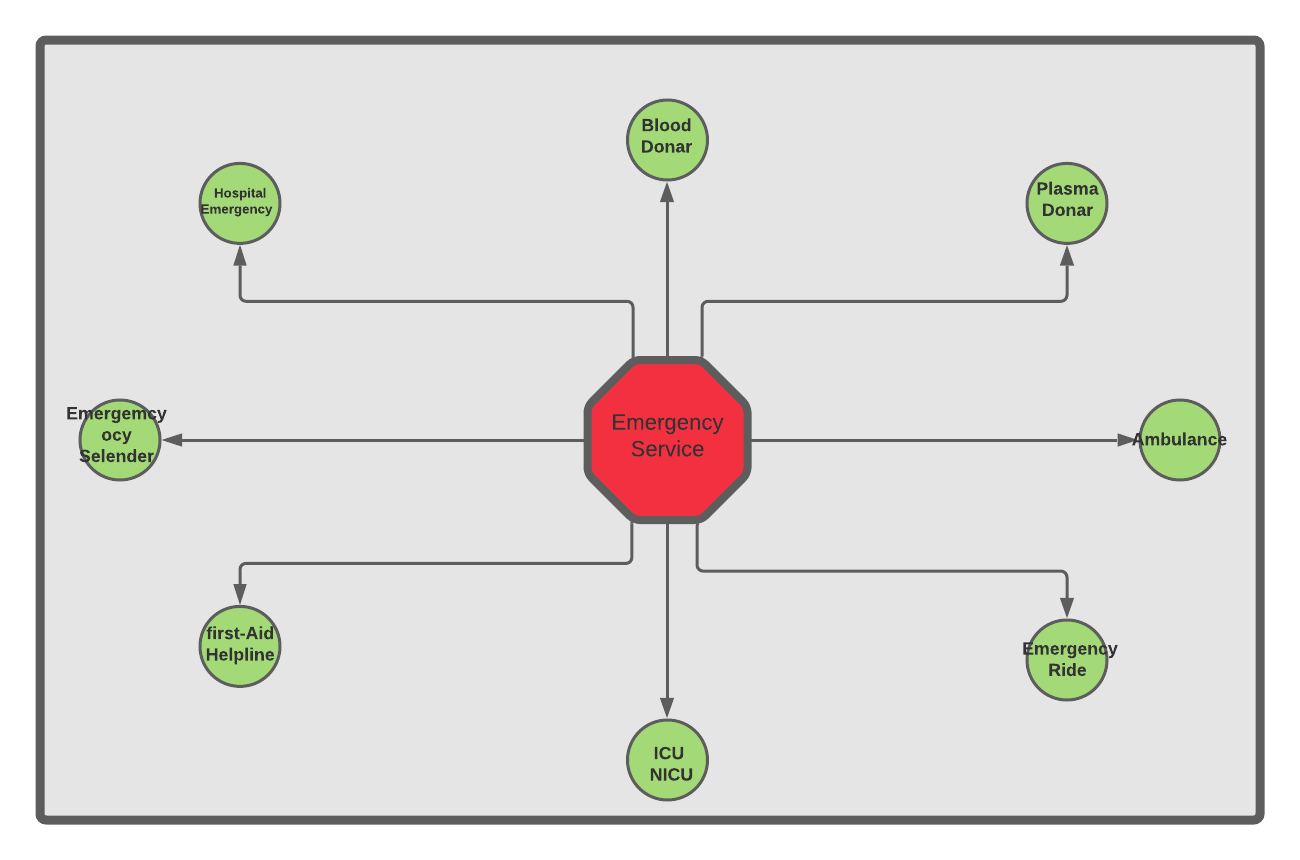 Blood
Donar
Hospital
Emergency
Plasma
Donar
Emergemcy
ocy
Selender
Emergency
Service
Ambulance
first-Aid
Helpline
Emergency
Ride
ICU
NICU